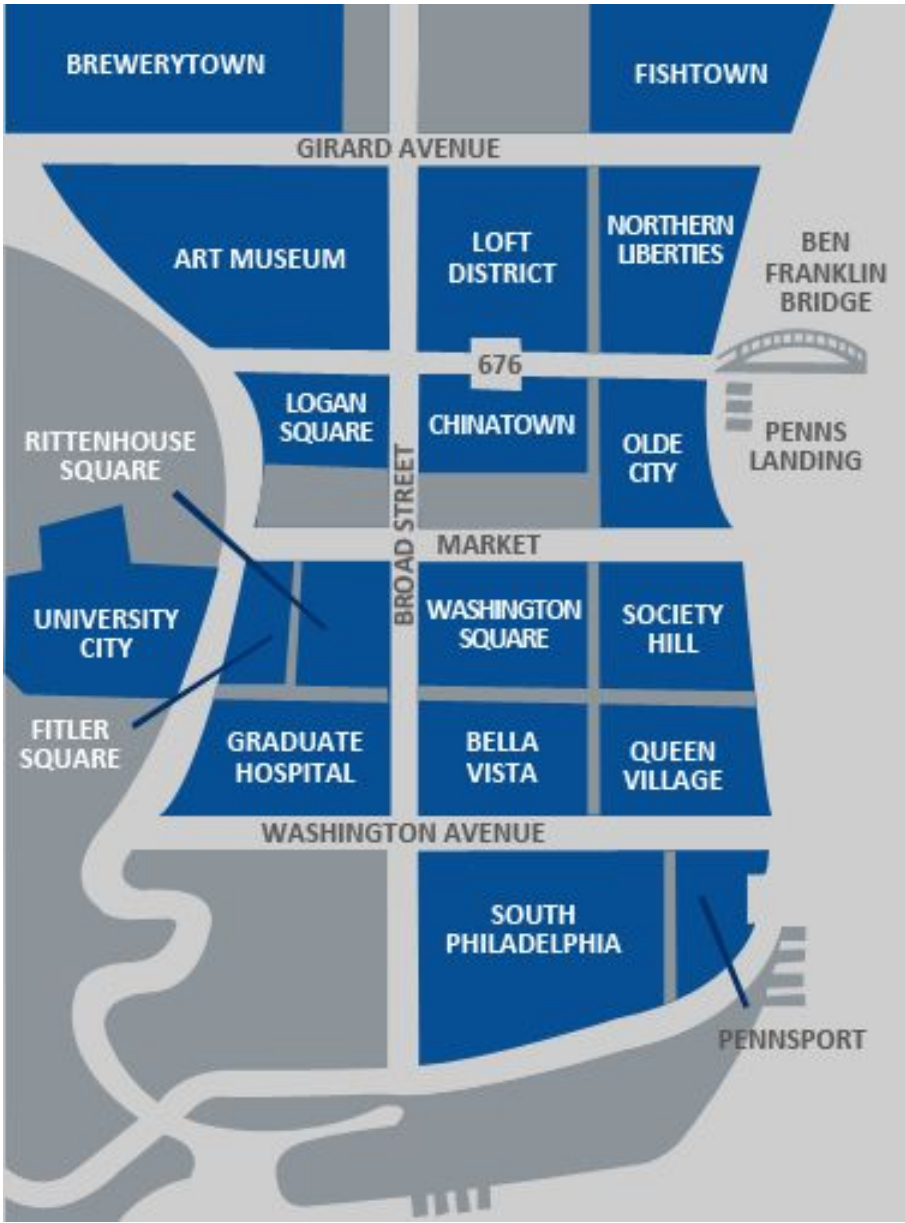 BREWERYTOWN
FISHTOWN
GIRARD AVENUE
ART MUSEUM
LOFT
DISTRICT
NORTHERN
LIBERTIES
BEN
FRANKLIN
BRIDGE
676
LOGAN
SQUARE
CHINATOWN
OLDE
CITY
PENNS
LANDING
RITTENHOUSE
SQUARE
BROAD STREET
MARKET
UNIVERSITY
CITY
WASHINGTON
SQUARE
SOCIETY
HILL
FITLER
SQUARE
GRADUATE
HOSPITAL
BELLA
VISTA
QUEEN
VILLAGE
WASHINGTON AVENUE
SOUTH
PHILADELPHIA
PENNSPORT